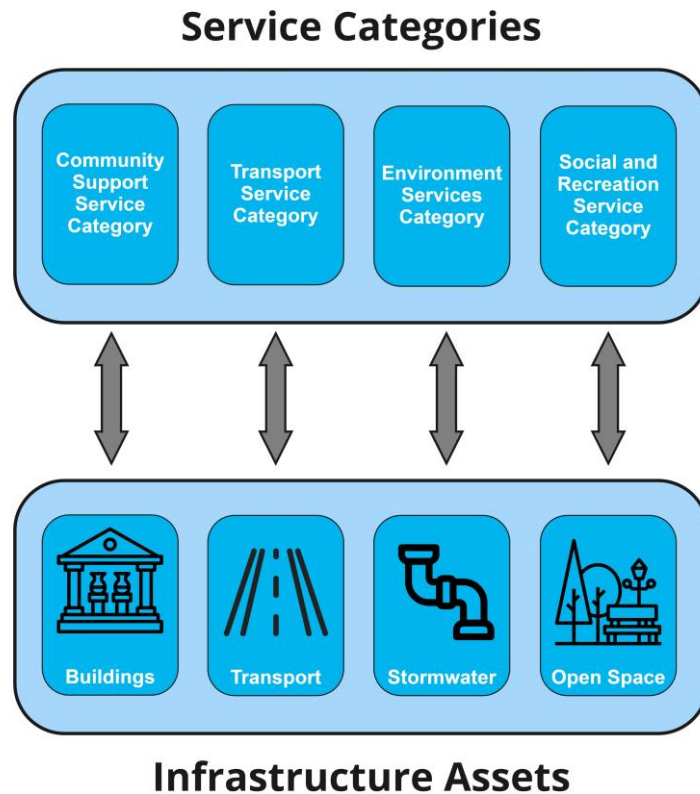 Service Categories
Community
Support
Service
Category
Transport
Service
Category
Environment
Services
Category
Social and
Recreation
Service
Category
Buildings
Transport
Stormwater
Open Space
Infrastructure Assets